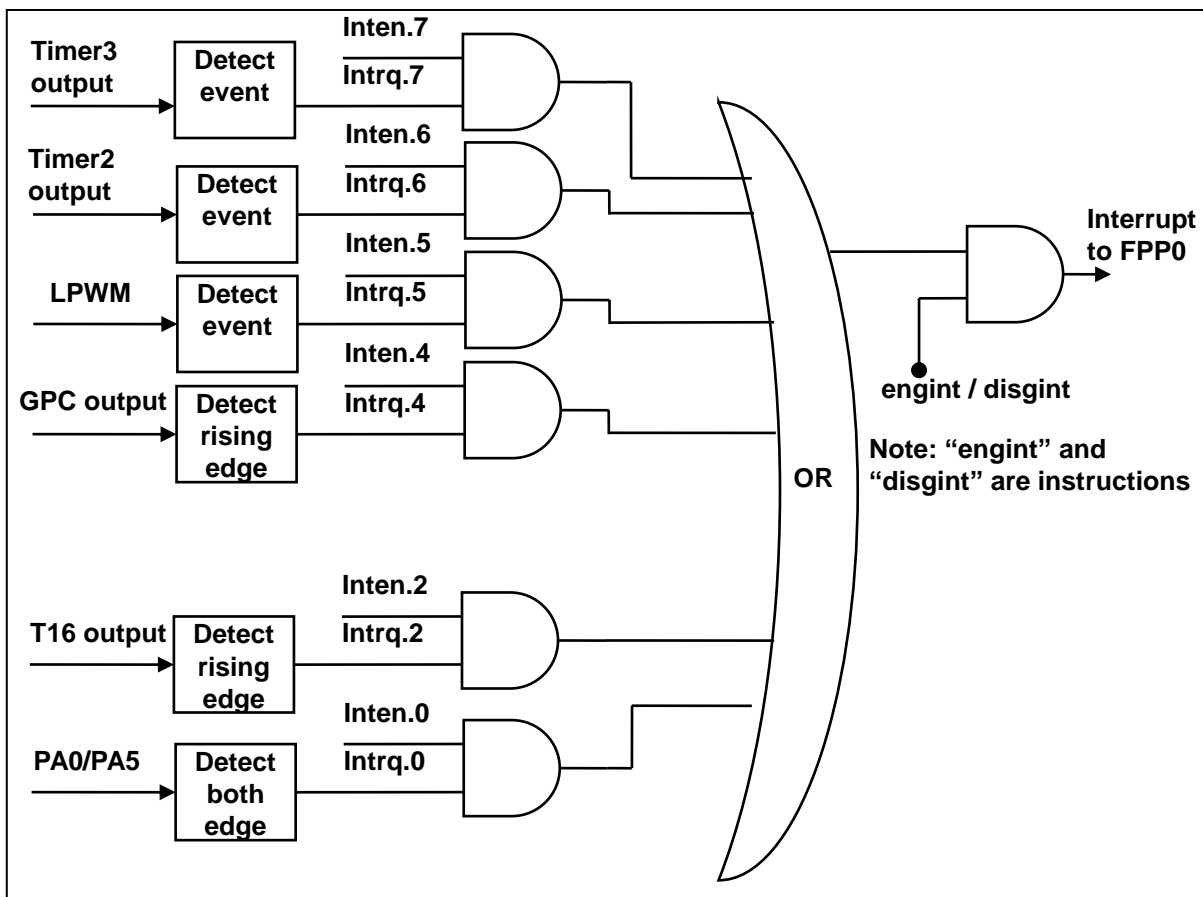 Timer3
output
Detect
event
Inten.7
Intrq.7
Timer2
output
Detect
event
Inten.6
Intrq.6
LPWM
Detect
event
Inten.5
Intrq.5
GPC output
Detect
rising
edge
Inten.4
Intrq.4
T16 output
Detect
rising
edge
Inten.2
Intrq.2
PA0/PA5
Detect
both
edge
Inten.0
Intrq.0
OR
Interrupt
to FPP0
engint / disgint
Note: “engint” and
“disgint” are instructions